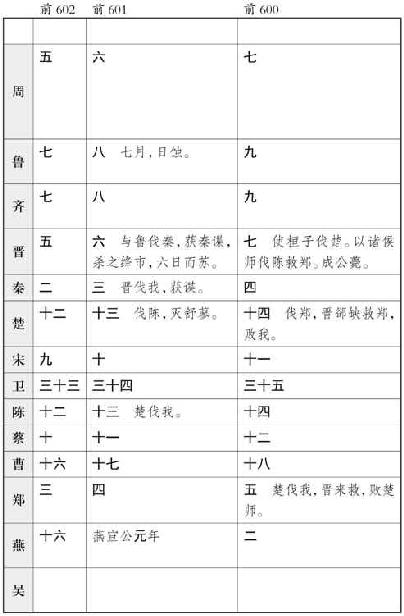 前602 前601 前600
周 五 六 七
鲁 七 八 七月，日蚀。 九
齐 七 八 九
晋 五 六 与鲁伐秦，获秦谍， 七 使桓子伐楚。以诸侯
杀之绛市，六日而苏。 师伐陈救郑。成公薨。
秦 二 三 晋伐我，获谍。 四
楚 十二 十三 伐陈，灭舒蓼。 十四 伐郑，晋郤缺救郑，
败我。
宋 九 十 十一
卫 三十三 三十四 三十五
陈 十二 十三 楚伐我。 十四
蔡 十 十一 十二
曹 十六 十七 十八
郑 三 四 五 楚伐我，晋来救，败楚
师。
燕 十六 燕宣公元年 二
吴